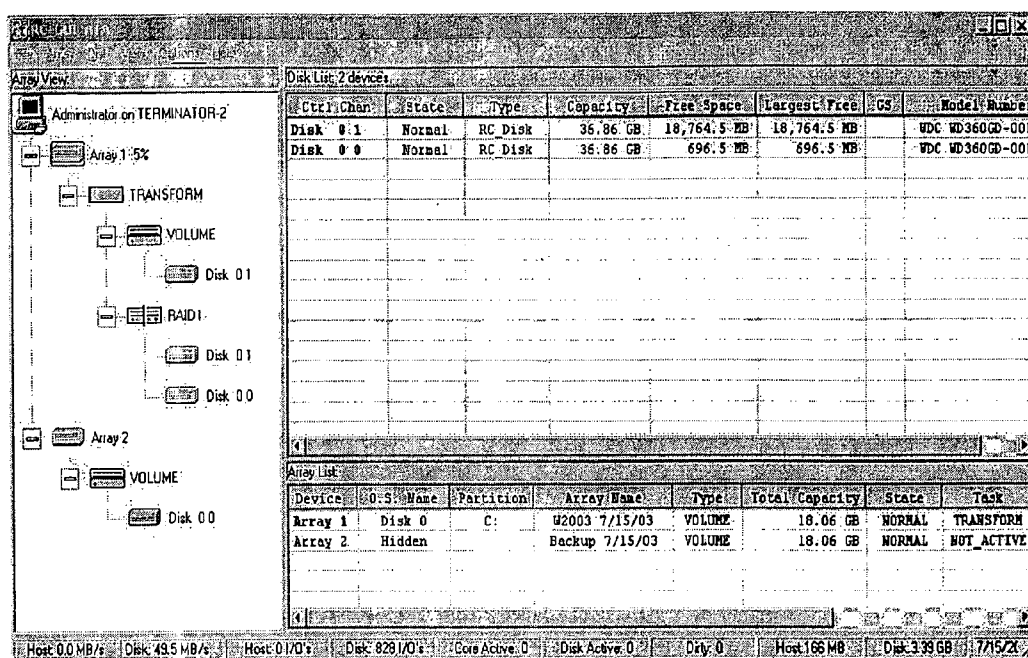 Array View
Administrator on TERMINATOR-2
Array 1 5%
TRANSFORM
VOLUME
Disk 0 1
RAID1
Disk 0 1
Disk 0 0
Array 2
VOLUME
Disk 0 0
Disk List: 2 devices
Ctrl Chan State Type Capacity Free Space Largest Free GS Model Numbe
Disk 0 1 Normal RC_Disk 36.86 GB 18,764.5 MB 18,764.5 MB WDC WD360GD-00
Disk 0 0 Normal RC_Disk 36.86 GB 696.5 MB 696.5 MB WDC WD360GD-00
Array List
Device O.S. Name Partition Array Name Type Total Capacity State Task
Array 1 Disk 0 C: W2003 7/15/03 VOLUME 18.06 GB NORMAL TRANSFORM
Array 2 Hidden Backup 7/15/03 VOLUME 18.06 GB NORMAL NOT_ACTIVE
Host: 0.0 MB/s Disk: 49.5 MB/s Host: 0 I/O's Disk: 828 I/O's Core Active: 0 Disk Active: 0 Dirty: 0 Host: 166 MB Disk: 3.39 GB 7/15/20